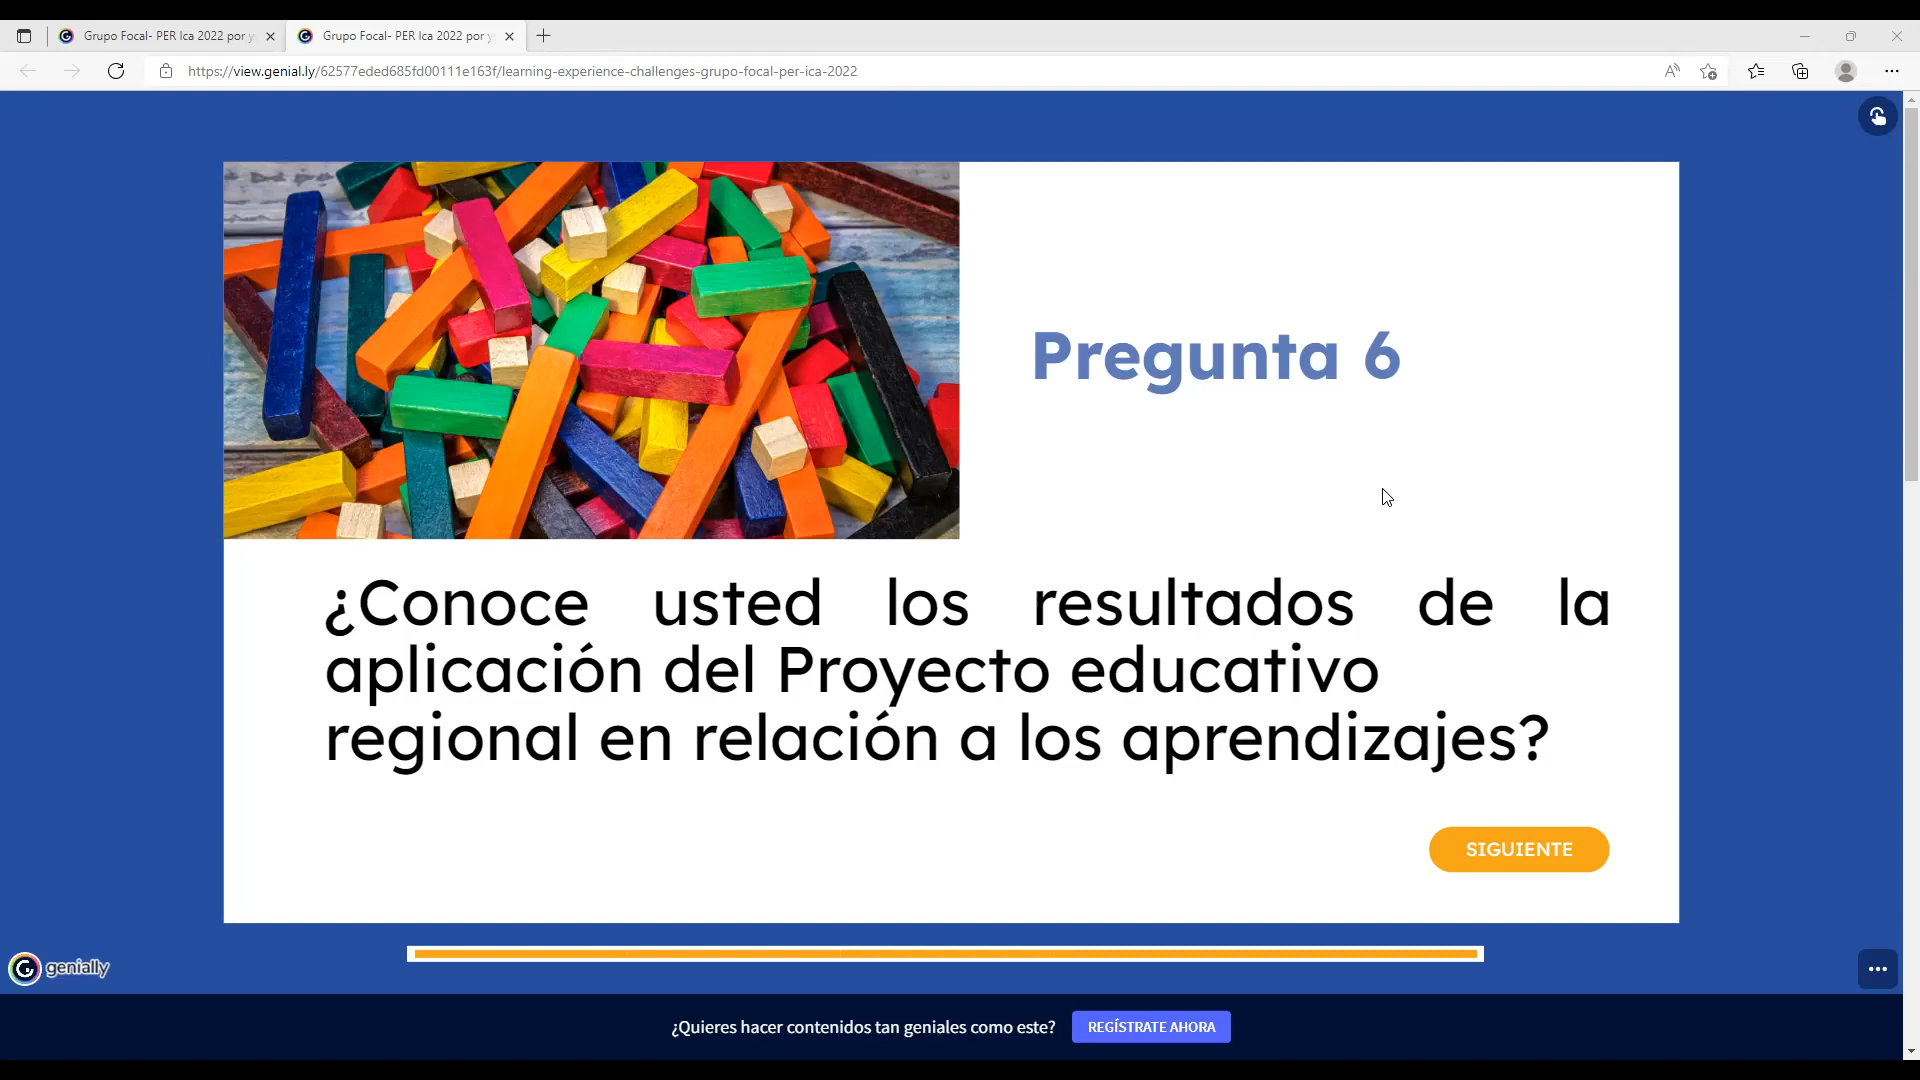 Grupo Focal- PER Ica 2022 por
Grupo Focal- PER Ica 2022 por
https://view.genial.ly/62577eded685fd00111e163f/learning-experience-challenges-grupo-focal-per-ica-2022
Pregunta 6
¿Conoce usted los resultados de la
aplicación del Proyecto educativo
regional en relación a los aprendizajes?
SIGUIENTE
genially
¿Quieres hacer contenidos tan geniales como este?
REGÍSTRATE AHORA